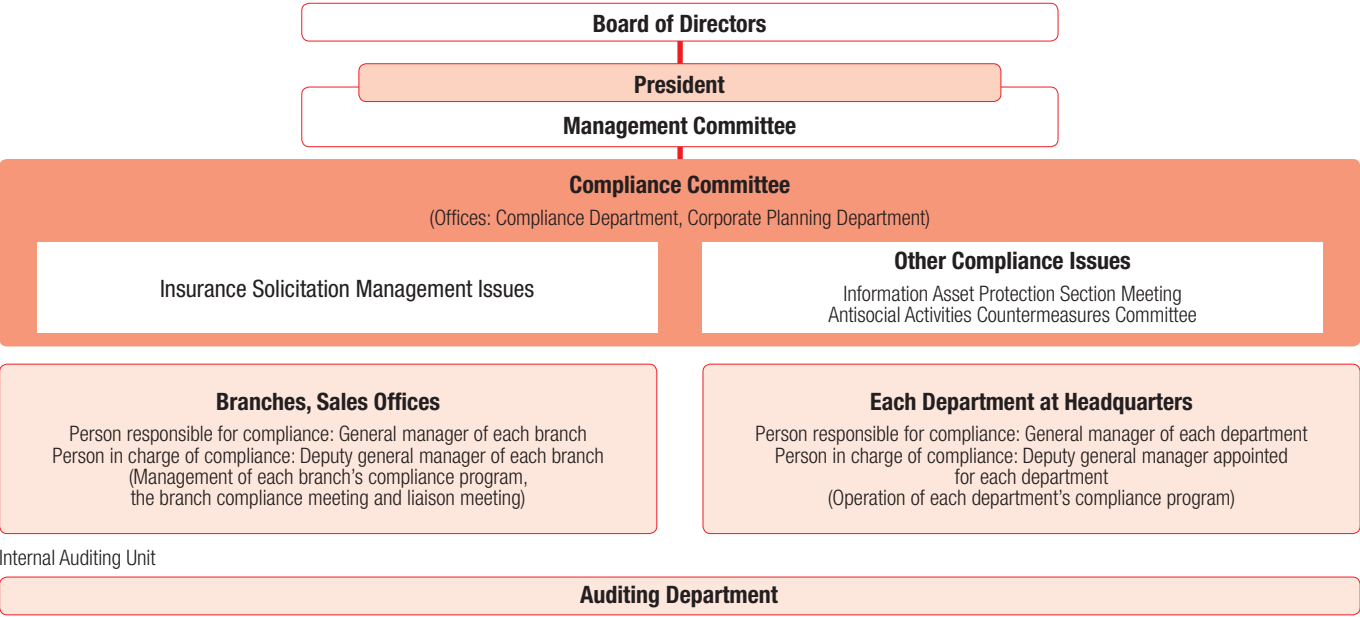 Board of Directors
President
Management Committee
Compliance Committee
(Offices: Compliance Department, Corporate Planning Department)
Insurance Solicitation Management Issues
Other Compliance Issues
Information Asset Protection Section Meeting
Antisocial Activities Countermeasures Committee
Branches, Sales Offices
Person responsible for compliance: General manager of each branch
Person in charge of compliance: Deputy general manager of each branch
(Management of each branch’s compliance program,
the branch compliance meeting and liaison meeting)
Each Department at Headquarters
Person responsible for compliance: General manager of each department
Person in charge of compliance: Deputy general manager appointed
for each department
(Operation of each department’s compliance program)
Internal Auditing Unit
Auditing Department